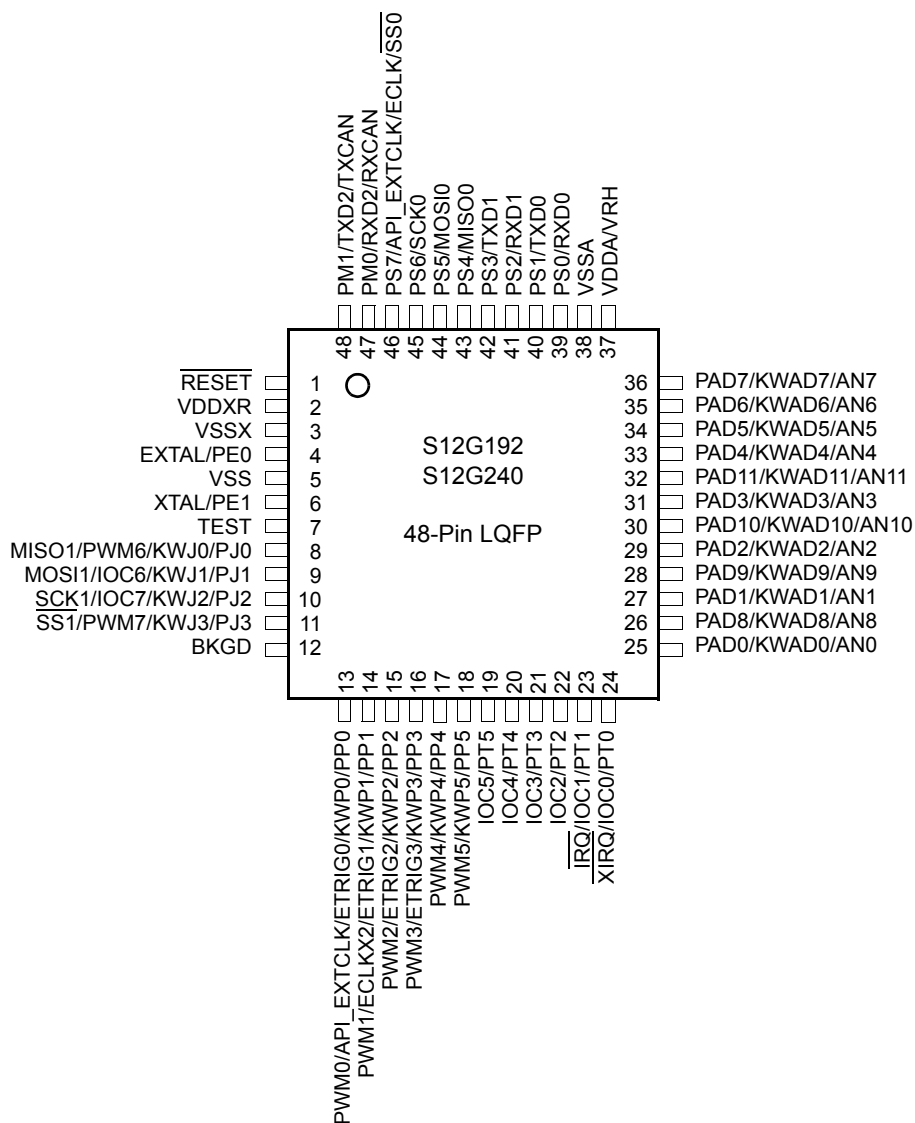 PM1/TXD2/TXCAN
PM0/RXD2/RXCAN
PS7/API_EXTCLK/ECLK/SS0
PS6/SCK0
PS5/MOSI0
PS4/MISO0
PS3/TXD1
PS2/RXD1
PS1/TXD0
PS0/RXD0
VSSA
VDDA/VRH
48
47
46
45
44
43
42
41
40
39
38
37
RESET 1
VDDXR 2
VSSX 3
EXTAL/PE0 4
VSS 5
XTAL/PE1 6
TEST 7
MISO1/PWM6/KWJ0/PJ0 8
MOSI1/IOC6/KWJ1/PJ1 9
SCK1/IOC7/KWJ2/PJ2 10
SS1/PWM7/KWJ3/PJ3 11
BKGD 12
S12G192
S12G240
48-Pin LQFP
36 PAD7/KWAD7/AN7
35 PAD6/KWAD6/AN6
34 PAD5/KWAD5/AN5
33 PAD4/KWAD4/AN4
32 PAD11/KWAD11/AN11
31 PAD3/KWAD3/AN3
30 PAD10/KWAD10/AN10
29 PAD2/KWAD2/AN2
28 PAD9/KWAD9/AN9
27 PAD1/KWAD1/AN1
26 PAD8/KWAD8/AN8
25 PAD0/KWAD0/AN0
13
14
15
16
17
18
19
20
21
22
23
24
PWM0/API_EXTCLK/ETRIG0/KWP0/PP0
PWM1/ECLKX2/ETRIG1/KWP1/PP1
PWM2/ETRIG2/KWP2/PP2
PWM3/ETRIG3/KWP3/PP3
PWM4/KWP4/PP4
PWM5/KWP5/PP5
IOC5/PT5
IOC4/PT4
IOC3/PT3
IOC2/PT2
IRQ/IOC1/PT1
XIRQ/IOC0/PT0